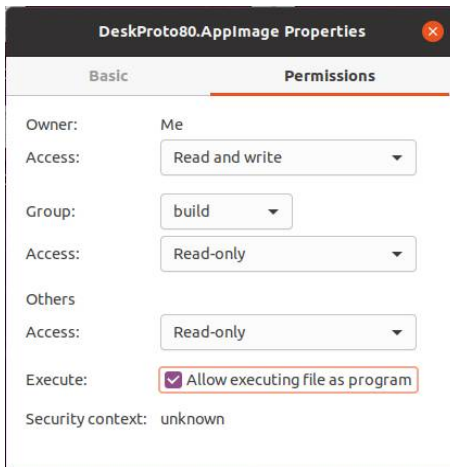 DeskProto80.AppImage Properties
Basic Permissions
Owner: Me
Access: Read and write
Group: build
Access: Read-only
Others
Access: Read-only
Execute: Allow executing file as program
Security context: unknown